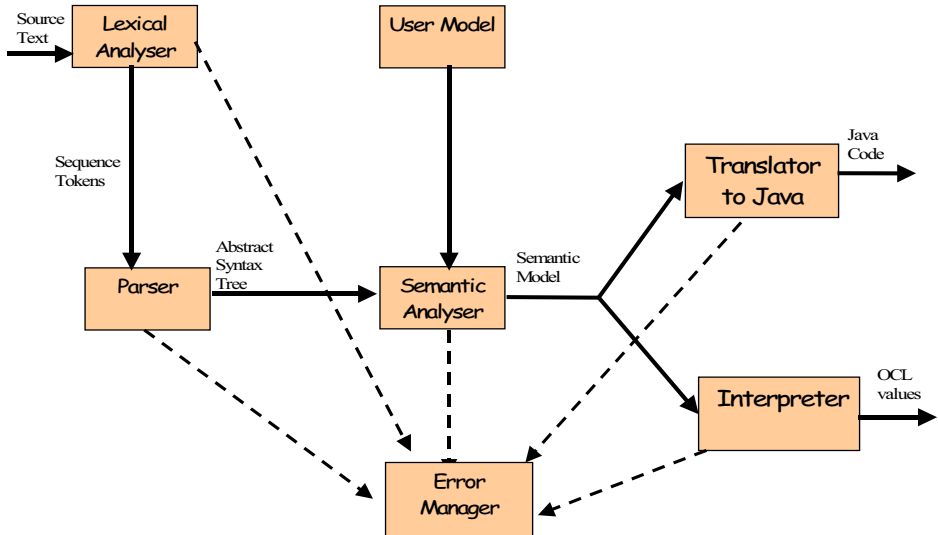 Source
Text
Lexical
Analyser
User Model
Sequence
Tokens
Translator
to Java
Java
Code
Parser
Abstract
Syntax
Tree
Semantic
Analyser
Semantic
Model
Interpreter
OCL
values
Error
Manager